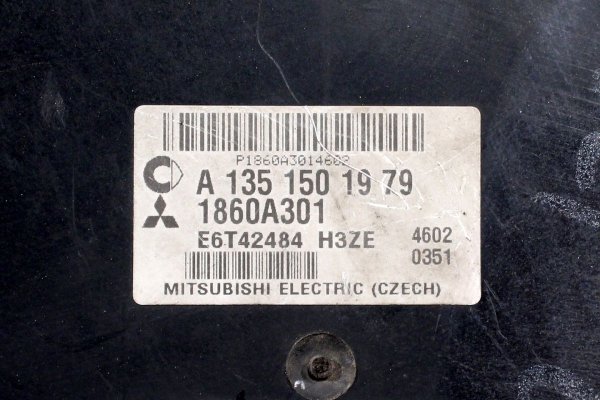 P1860A3014602
A 135 150 19 79
1860A301
E6T42484 H3ZE
4602
0351
MITSUBISHI ELECTRIC (CZECH)